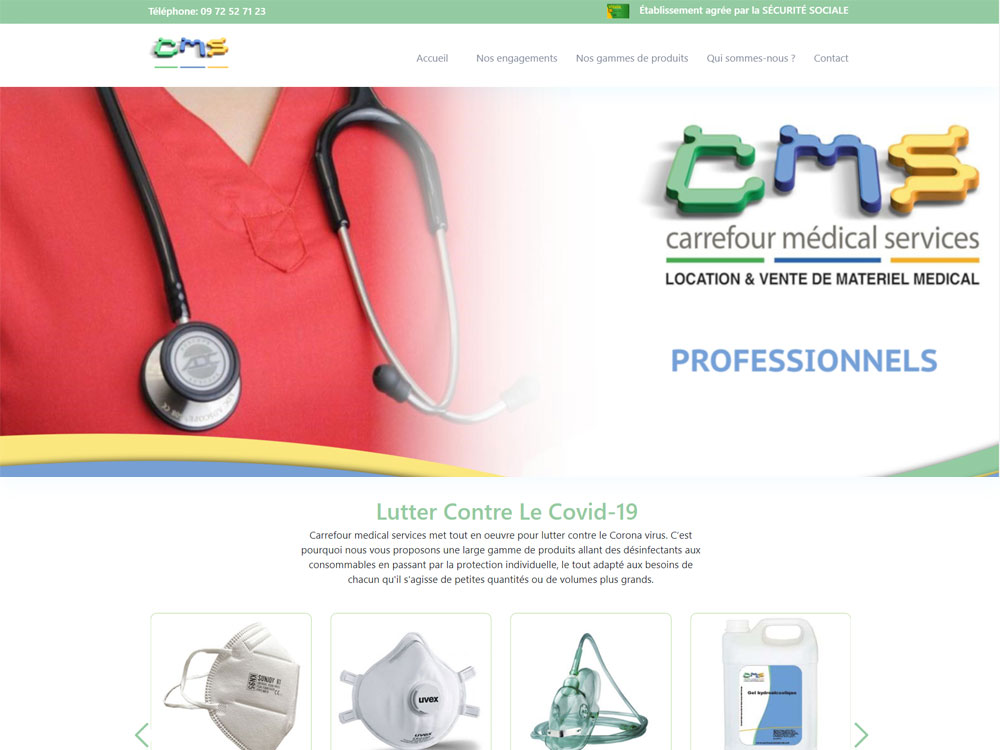 Téléphone: 09 72 52 71 23
Établissement agrée par la SÉCURITÉ SOCIALE
CMS
Accueil
Nos engagements
Nos gammes de produits
Qui sommes-nous ?
Contact
CMS
carrefour médical services
LOCATION & VENTE DE MATERIEL MEDICAL
PROFESSIONNELS
Lutter Contre Le Covid-19
Carrefour medical services met tout en oeuvre pour lutter contre le Corona virus. C'est
pourquoi nous vous proposons une large gamme de produits allant des désinfectants aux
consommables en passant par la protection individuelle, le tout adapté aux besoins de
chacun qu'il s'agisse de petites quantités ou de volumes plus grands.
uvex
uvex
Gel hydroalcoolique